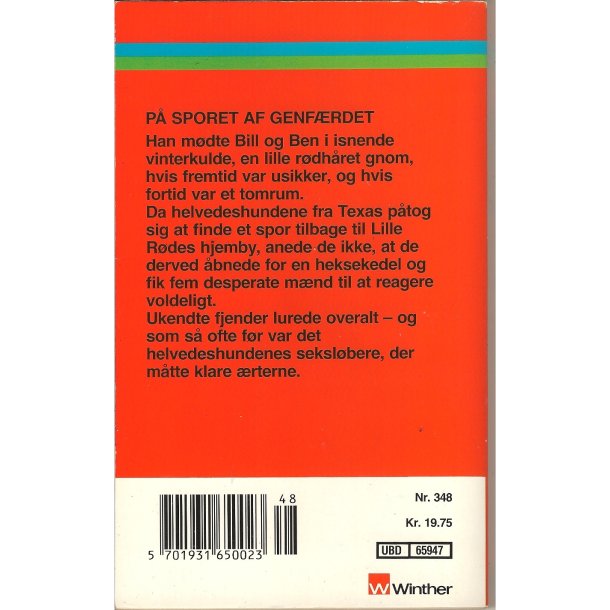 PÅ SPORET AF GENFÆRDET
Han mødte Bill og Ben i isnende
vinterkulde, en lille rødhåret gnom,
hvis fremtid var usikker, og hvis
fortid var et tomrum.
Da helvedeshundene fra Texas påtog
sig at finde et spor tilbage til Lille
Rødes hjemby, anede de ikke, at de
derved åbnede for en heksekedel og
fik fem desperate mænd til at reagere
voldeligt.
Ukendte fjender lurede overalt – og
som så ofte før var det
helvedeshundenes seksløbere, der
måtte klare ærterne.
48
5 701931 650023
Nr. 348
Kr. 19.75
UBD 65947
Winther